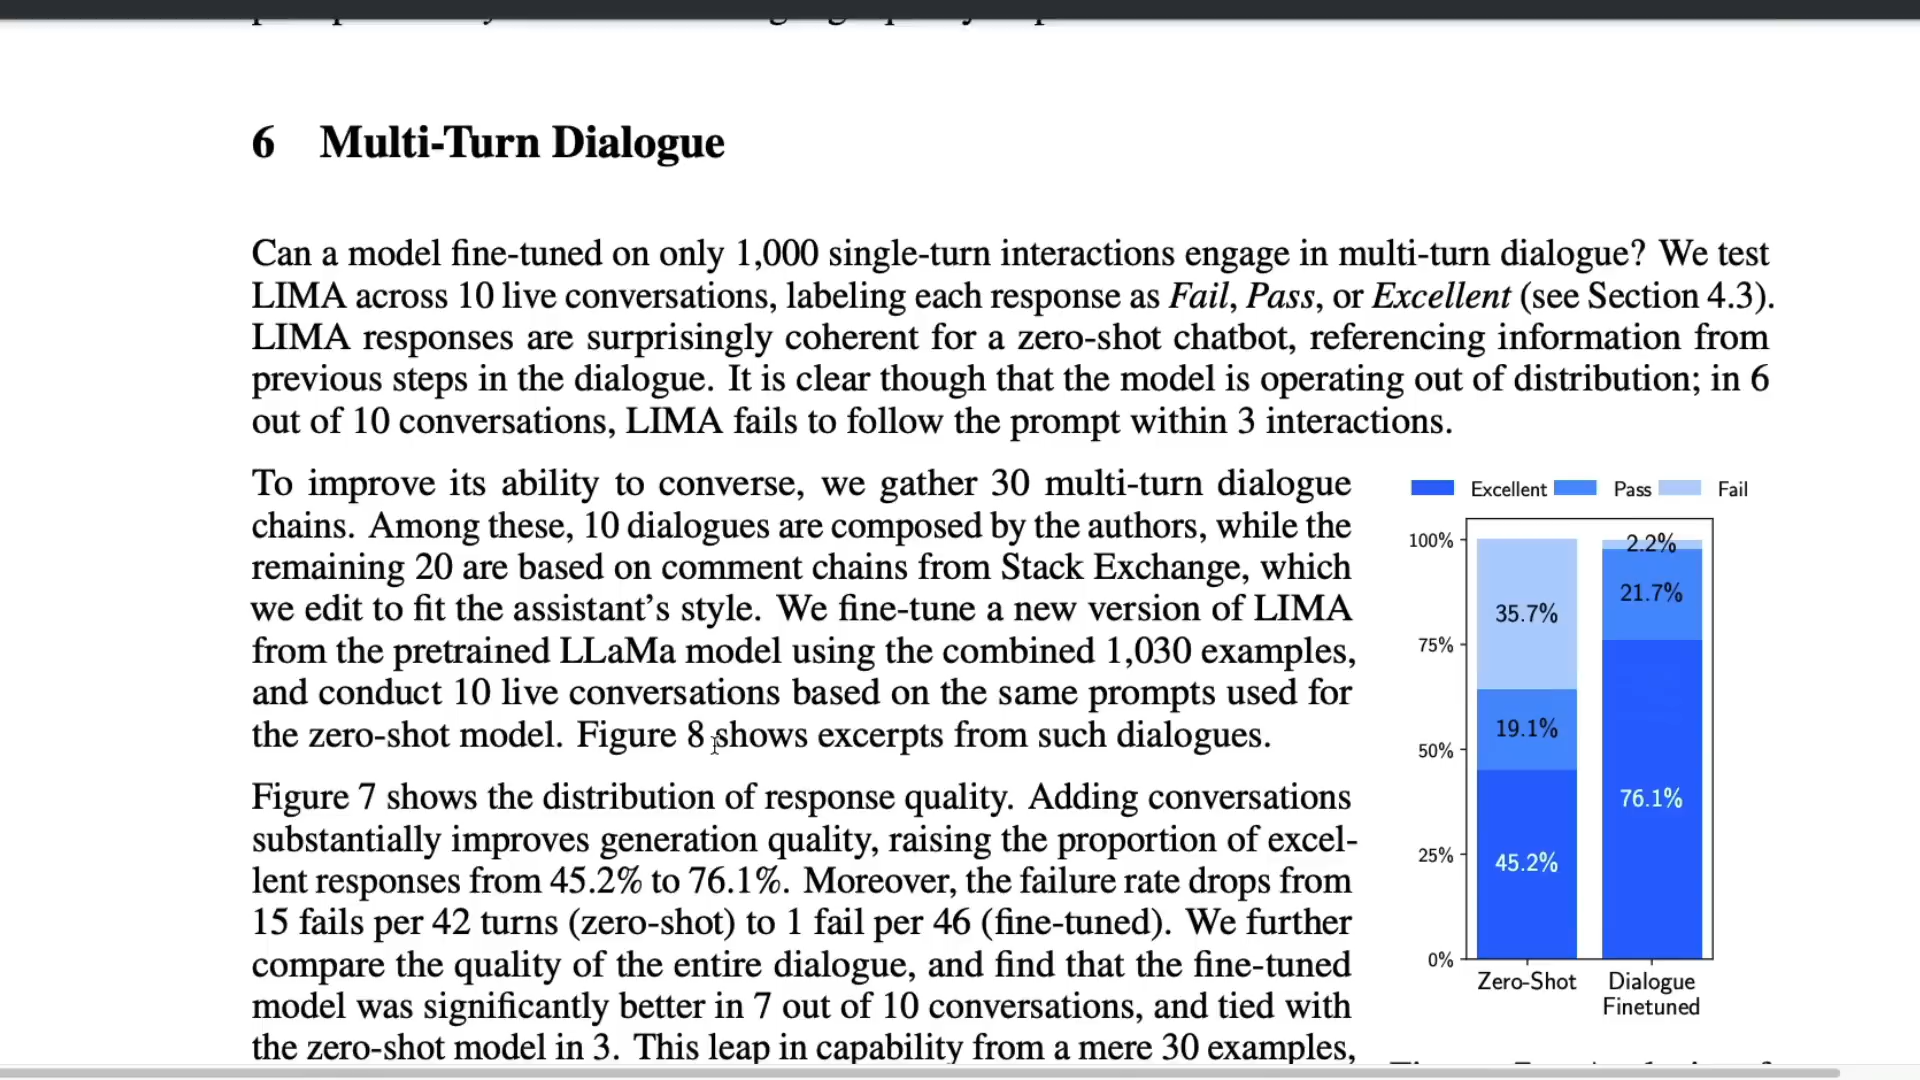 6 Multi-Turn Dialogue
Can a model fine-tuned on only 1,000 single-turn interactions engage in multi-turn dialogue? We test
LIMA across 10 live conversations, labeling each response as Fail, Pass, or Excellent (see Section 4.3).
LIMA responses are surprisingly coherent for a zero-shot chatbot, referencing information from
previous steps in the dialogue. It is clear though that the model is operating out of distribution; in 6
out of 10 conversations, LIMA fails to follow the prompt within 3 interactions.
To improve its ability to converse, we gather 30 multi-turn dialogue
chains. Among these, 10 dialogues are composed by the authors, while the
remaining 20 are based on comment chains from Stack Exchange, which
we edit to fit the assistant's style. We fine-tune a new version of LIMA
from the pretrained LLaMa model using the combined 1,030 examples,
and conduct 10 live conversations based on the same prompts used for
the zero-shot model. Figure 8 shows excerpts from such dialogues.
Figure 7 shows the distribution of response quality. Adding conversations
substantially improves generation quality, raising the proportion of excel-
lent responses from 45.2% to 76.1%. Moreover, the failure rate drops from
15 fails per 42 turns (zero-shot) to 1 fail per 46 (fine-tuned). We further
compare the quality of the entire dialogue, and find that the fine-tuned
model was significantly better in 7 out of 10 conversations, and tied with
the zero-shot model in 3. This leap in capability from a mere 30 examples,
Excellent Pass Fail
100%
75%
50%
25%
0%
35.7%
19.1%
45.2%
2.2%
21.7%
76.1%
Zero-Shot
Dialogue
Finetuned